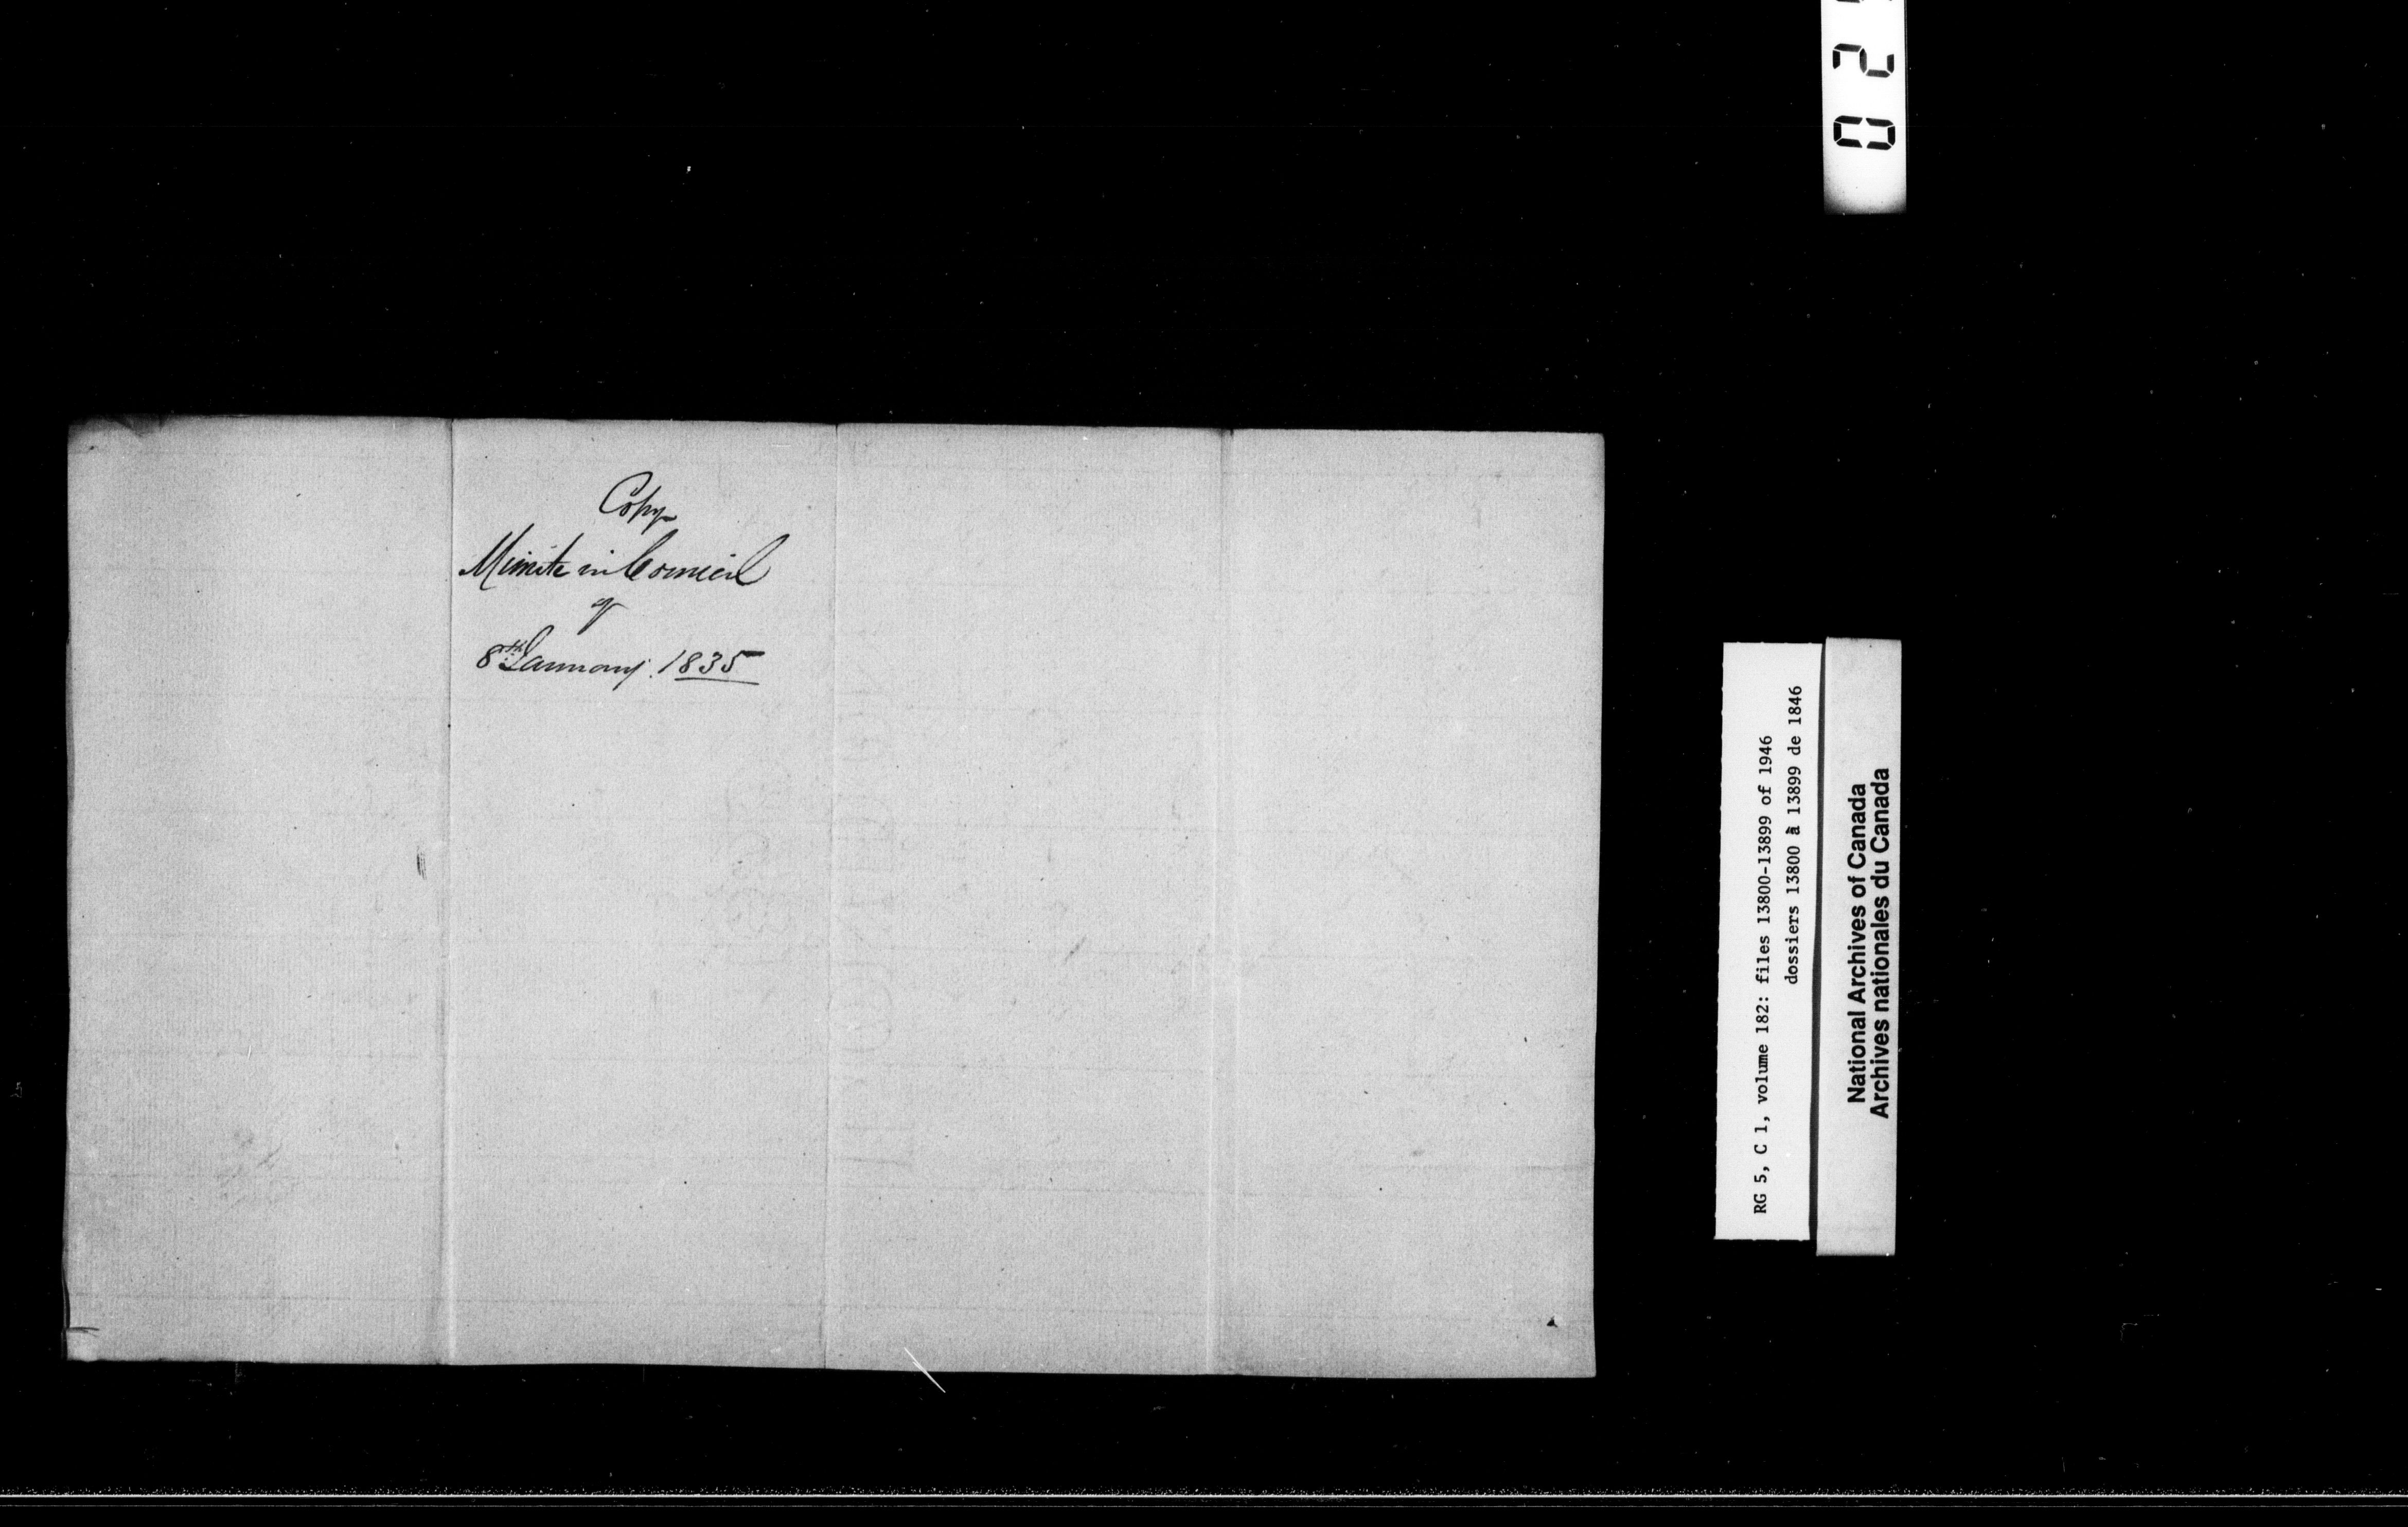 Copy
Minute in Council
of
8th January. 1835
RG 5, C 1, volume 182: files 13800-13899 of 1946
dossiers 13800 à 13899 de 1846
National Archives of Canada
Archives nationales du Canada
02